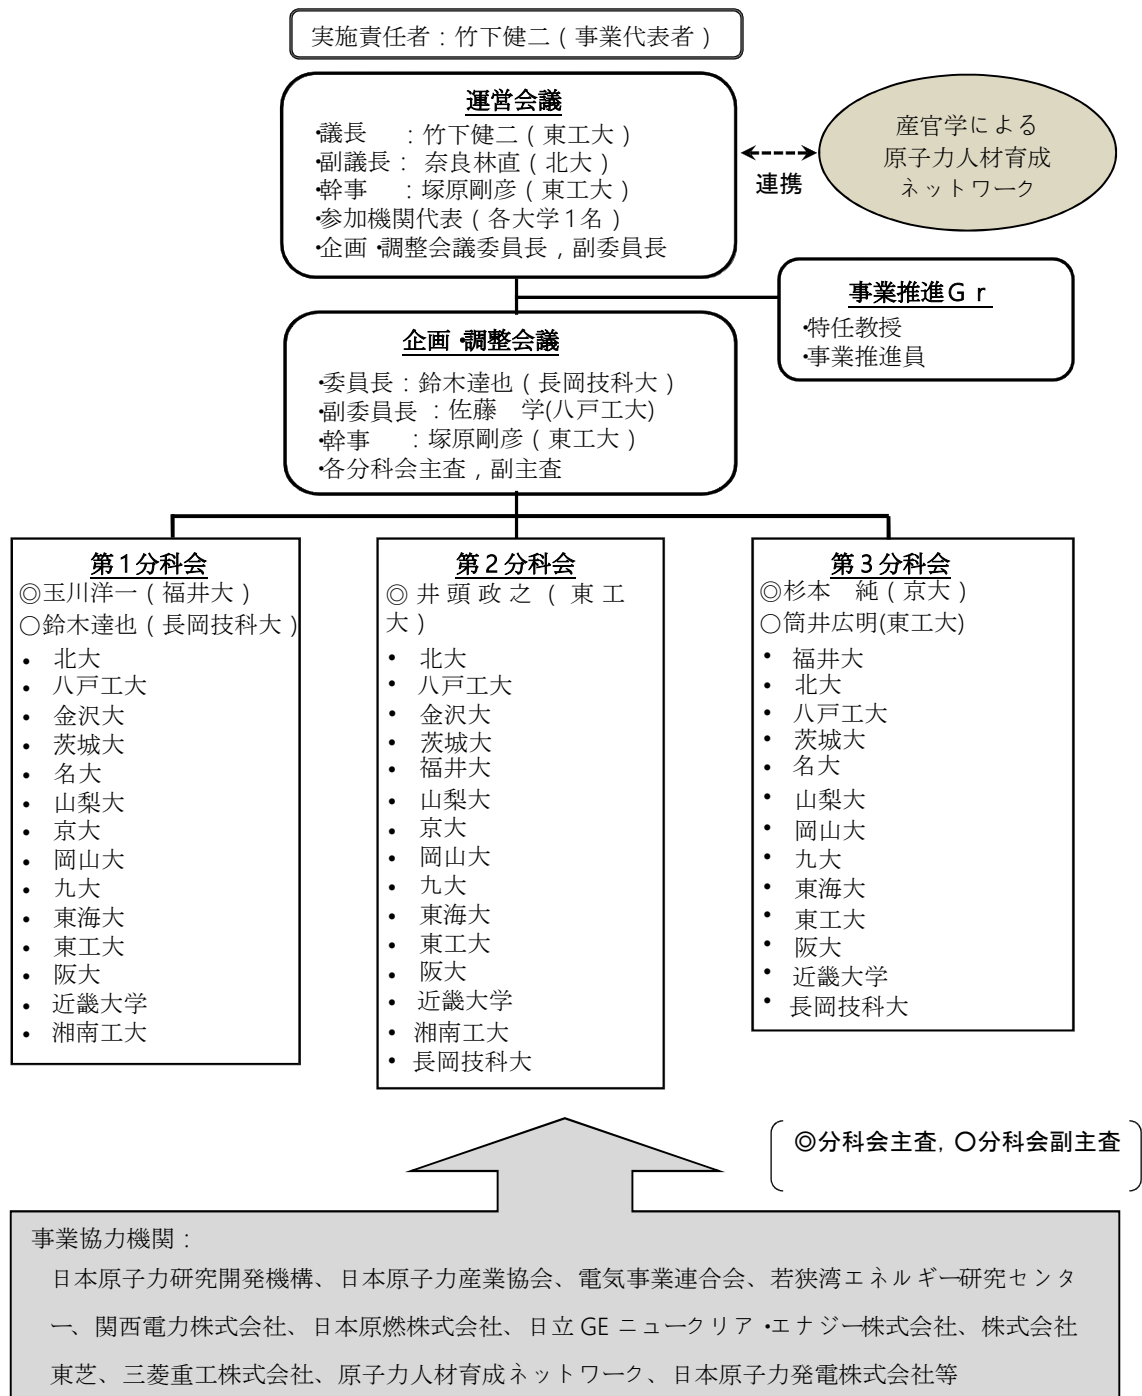 実施責任者：竹下健二（事業代表者）
運営会議
・議長　　：竹下健二（東工大）
・副議長：奈良林直（北大）
・幹事　　：塚原剛彦（東工大）
・参加機関代表（各大学1名）
・企画・調整会議委員長，副委員長
連携
産官学による
原子力人材育成
ネットワーク
事業推進Ｇｒ
・特任教授
・事業推進員
企画・調整会議
・委員長：鈴木達也（長岡技科大）
・副委員長：佐藤　学(八戸工大)
・幹事　　：塚原剛彦（東工大）
・各分科会主査，副主査
第１分科会
◎玉川洋一（福井大）
○鈴木達也（長岡技科大）
• 北大
• 八戸工大
• 金沢大
• 茨城大
• 名大
• 山梨大
• 京大
• 岡山大
• 九大
• 東海大
• 東工大
• 阪大
• 近畿大学
• 湘南工大
第２分科会
◎井頭政之（東工
大）
• 北大
• 八戸工大
• 金沢大
• 茨城大
• 福井大
• 山梨大
• 京大
• 岡山大
• 九大
• 東海大
• 東工大
• 阪大
• 近畿大学
• 湘南工大
• 長岡技科大
第３分科会
◎杉本　純（京大）
○筒井広明(東工大)
• 福井大
• 北大
• 八戸工大
• 茨城大
• 名大
• 山梨大
• 岡山大
• 九大
• 東海大
• 東工大
• 阪大
• 近畿大学
• 長岡技科大
◎分科会主査，○分科会副主査
事業協力機関：
日本原子力研究開発機構、日本原子力産業協会、電気事業連合会、若狭湾エネルギー研究センタ
ー、関西電力株式会社、日本原燃株式会社、日立 GE ニュークリア・エナジー株式会社、株式会社
東芝、三菱重工株式会社、原子力人材育成ネットワーク、日本原子力発電株式会社等